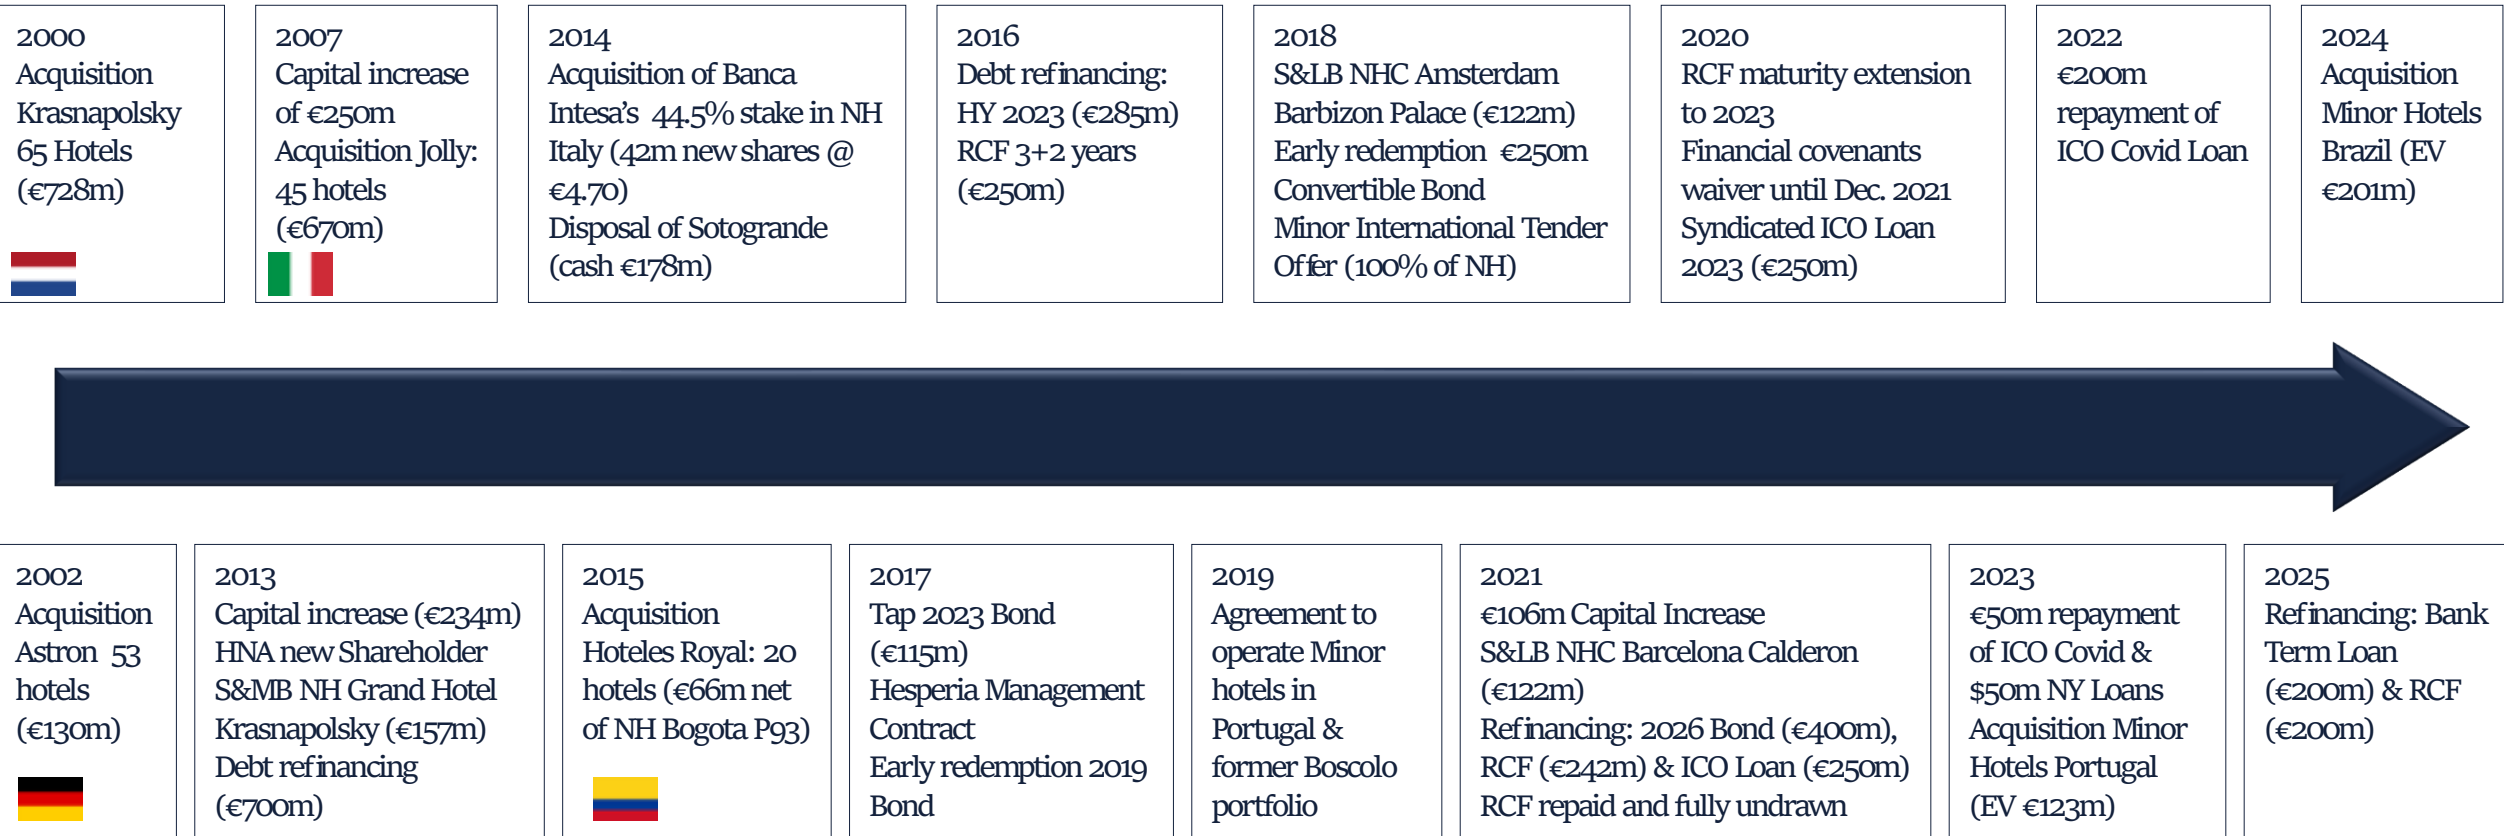 2000
Acquisition
Krasnapolsky
65 Hotels
(€728m)
2007
Capital increase
of €250m
Acquisition Jolly:
45 hotels
(€670m)
2014
Acquisition of Banca
Intesa’s 44.5% stake in NH
Italy (42m new shares @
€4.70)
Disposal of Sotogrande
(cash €178m)
2016
Debt refinancing:
HY 2023 (€285m)
RCF 3+2 years
(€250m)
2018
S&LB NHC Amsterdam
Barbizon Palace (€122m)
Early redemption €250m
Convertible Bond
Minor International Tender
Offer (100% of NH)
2020
RCF maturity extension
to 2023
Financial covenants
waiver until Dec. 2021
Syndicated ICO Loan
2023 (€250m)
2022
€200m
repayment of
ICO Covid Loan
2024
Acquisition
Minor Hotels
Brazil (EV
€201m)
2002
Acquisition
Astron 53
hotels
(€130m)
2013
Capital increase (€234m)
HNA new Shareholder
S&MB NH Grand Hotel
Krasnapolsky (€157m)
Debt refinancing
(€700m)
2015
Acquisition
Hoteles Royal: 20
hotels (€66m net
of NH Bogota P93)
2017
Tap 2023 Bond
(€115m)
Hesperia Management
Contract
Early redemption 2019
Bond
2019
Agreement to
operate Minor
hotels in
Portugal &
former Boscolo
portfolio
2021
€106m Capital Increase
S&LB NHC Barcelona Calderon
(€122m)
Refinancing: 2026 Bond (€400m),
RCF (€242m) & ICO Loan (€250m)
RCF repaid and fully undrawn
2023
€50m repayment
of ICO Covid &
$50m NY Loans
Acquisition Minor
Hotels Portugal
(EV €123m)
2025
Refinancing: Bank
Term Loan
(€200m) & RCF
(€200m)